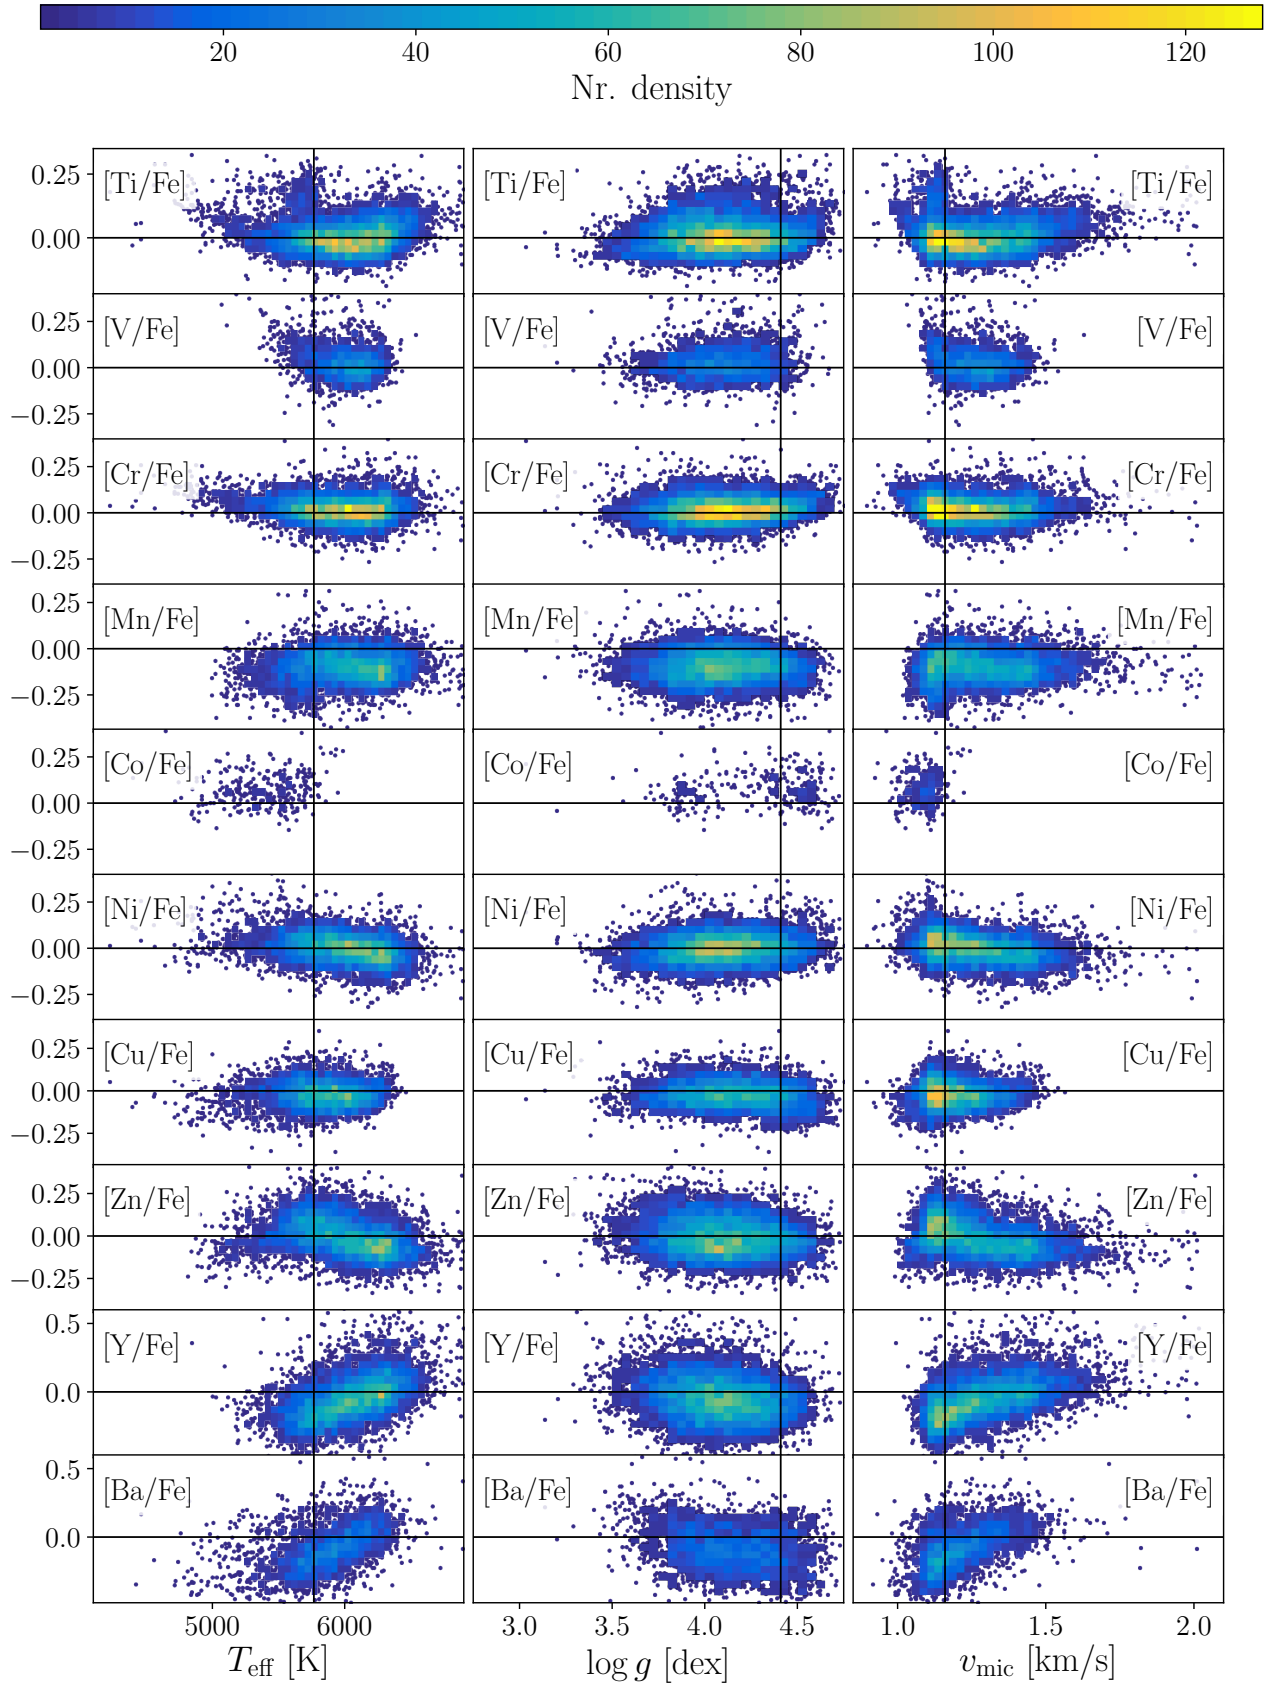 20 40 60 80 100 120
Nr. density
0.25 [Ti/Fe] [Ti/Fe] [Ti/Fe]
0.00
0.25 [V/Fe] [V/Fe] [V/Fe]
0.00
−0.25
0.25 [Cr/Fe] [Cr/Fe] [Cr/Fe]
0.00
−0.25
0.25 [Mn/Fe] [Mn/Fe] [Mn/Fe]
0.00
−0.25
0.25 [Co/Fe] [Co/Fe] [Co/Fe]
0.00
−0.25
0.25 [Ni/Fe] [Ni/Fe] [Ni/Fe]
0.00
−0.25
0.25 [Cu/Fe] [Cu/Fe] [Cu/Fe]
0.00
−0.25
0.25 [Zn/Fe] [Zn/Fe] [Zn/Fe]
0.00
−0.25
0.5 [Y/Fe] [Y/Fe] [Y/Fe]
0.0
0.5 [Ba/Fe] [Ba/Fe] [Ba/Fe]
0.0
5000 6000 3.0 3.5 4.0 4.5 1.0 1.5 2.0
T_eff [K] log g [dex] v_mic [km/s]